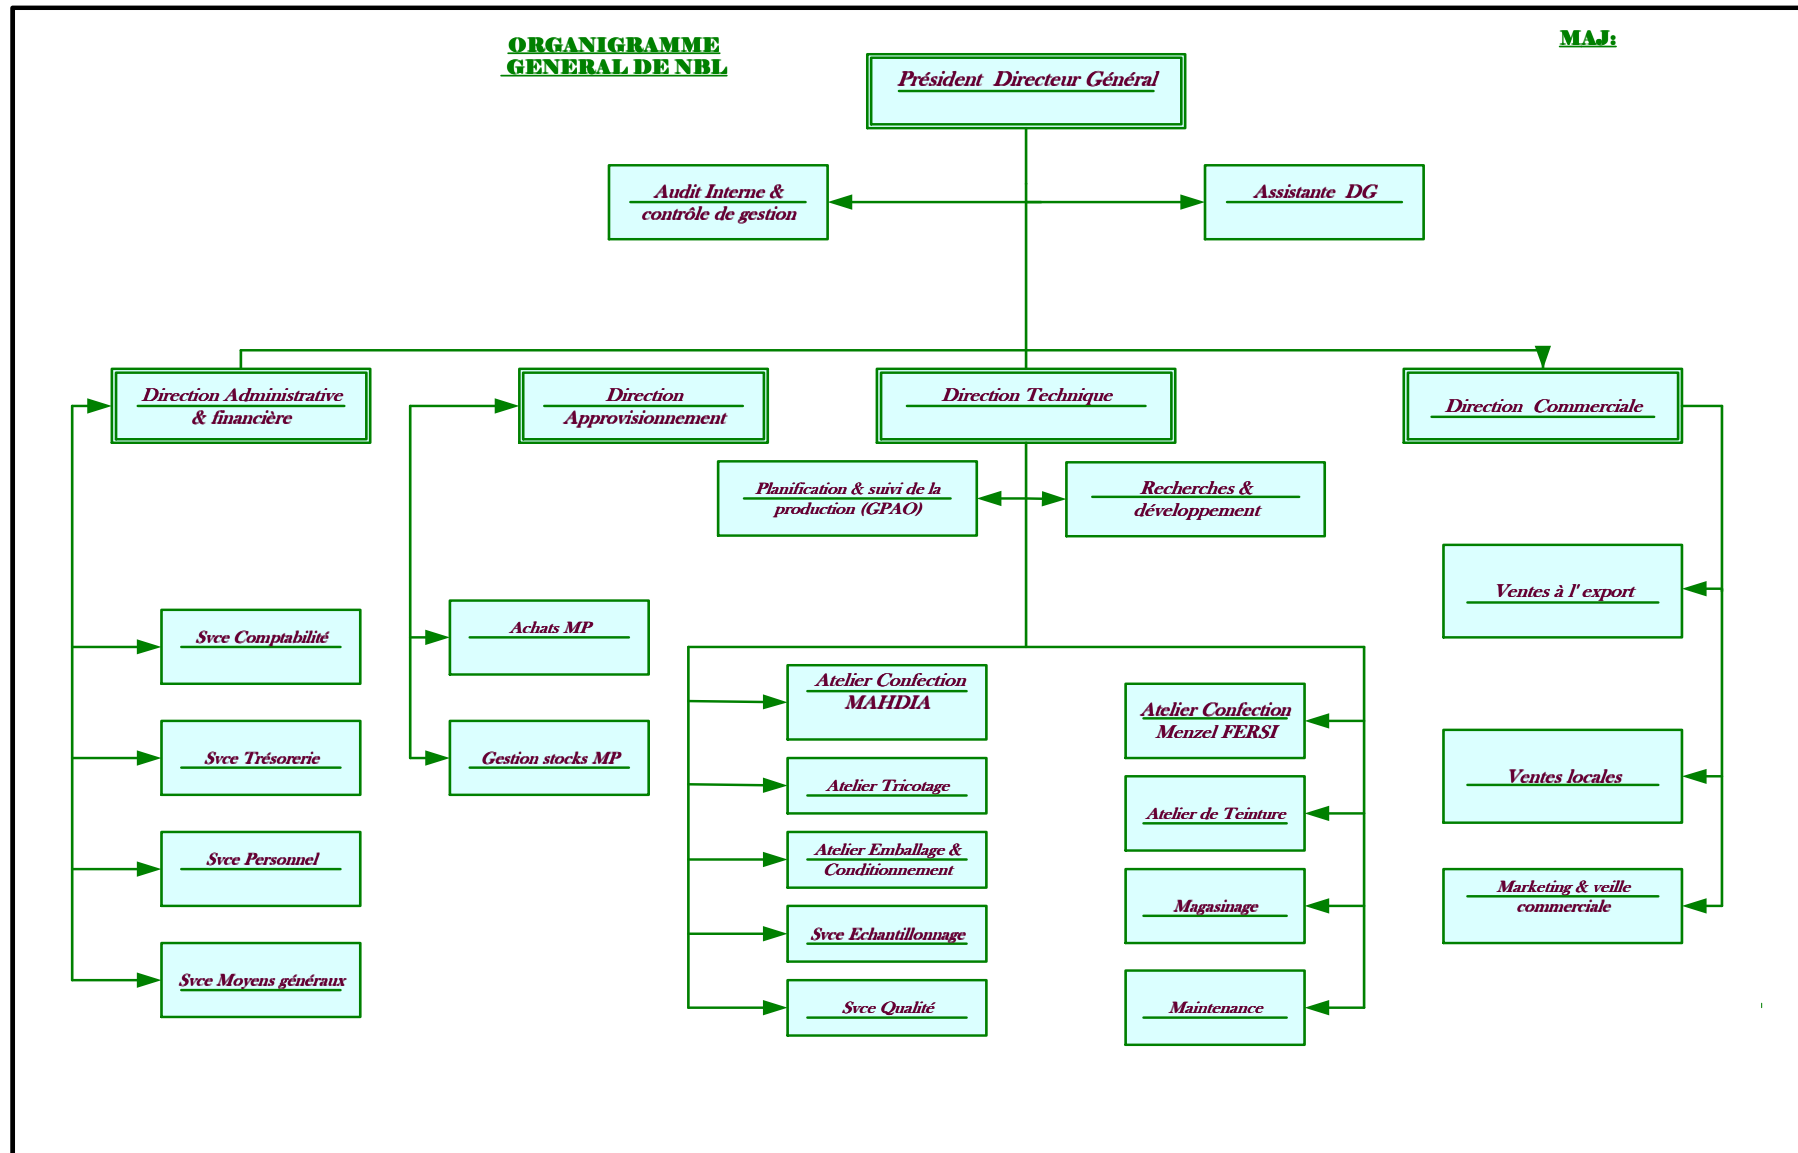 ORGANIGRAMME
GENERAL DE NBL
MAJ:
Président Directeur Général
Audit Interne &
contrôle de gestion
Assistante DG
Direction Administrative
& financière
Direction
Approvisionnement
Direction Technique
Direction Commerciale
Planification & suivi de la
production (GPAO)
Recherches &
développement
Svce Comptabilité
Svce Trésorerie
Svce Personnel
Svce Moyens généraux
Achats MP
Gestion stocks MP
Atelier Confection
MAHDIA
Atelier Tricotage
Atelier Emballage &
Conditionnement
Svce Echantillonnage
Svce Qualité
Atelier Confection
Menzel FERSI
Atelier de Teinture
Magasinage
Maintenance
Ventes à l' export
Ventes locales
Marketing & veille
commerciale